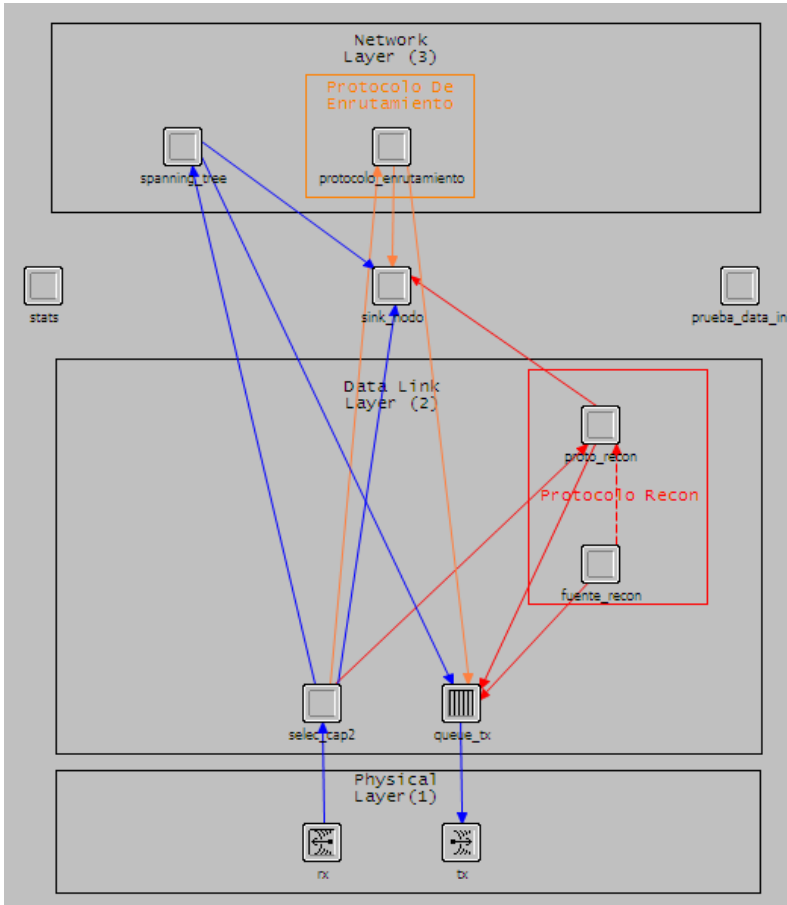 Network
Layer (3)
Protocolo De
Enrutamiento
spanning_tree
protocolo_enrutamiento
stats
sink_nodo
prueba_data_in
Data Link
Layer (2)
proto_recon
Protocolo Recon
fuente_recon
selec_cap2
queue_tx
Physical
Layer(1)
rx
tx